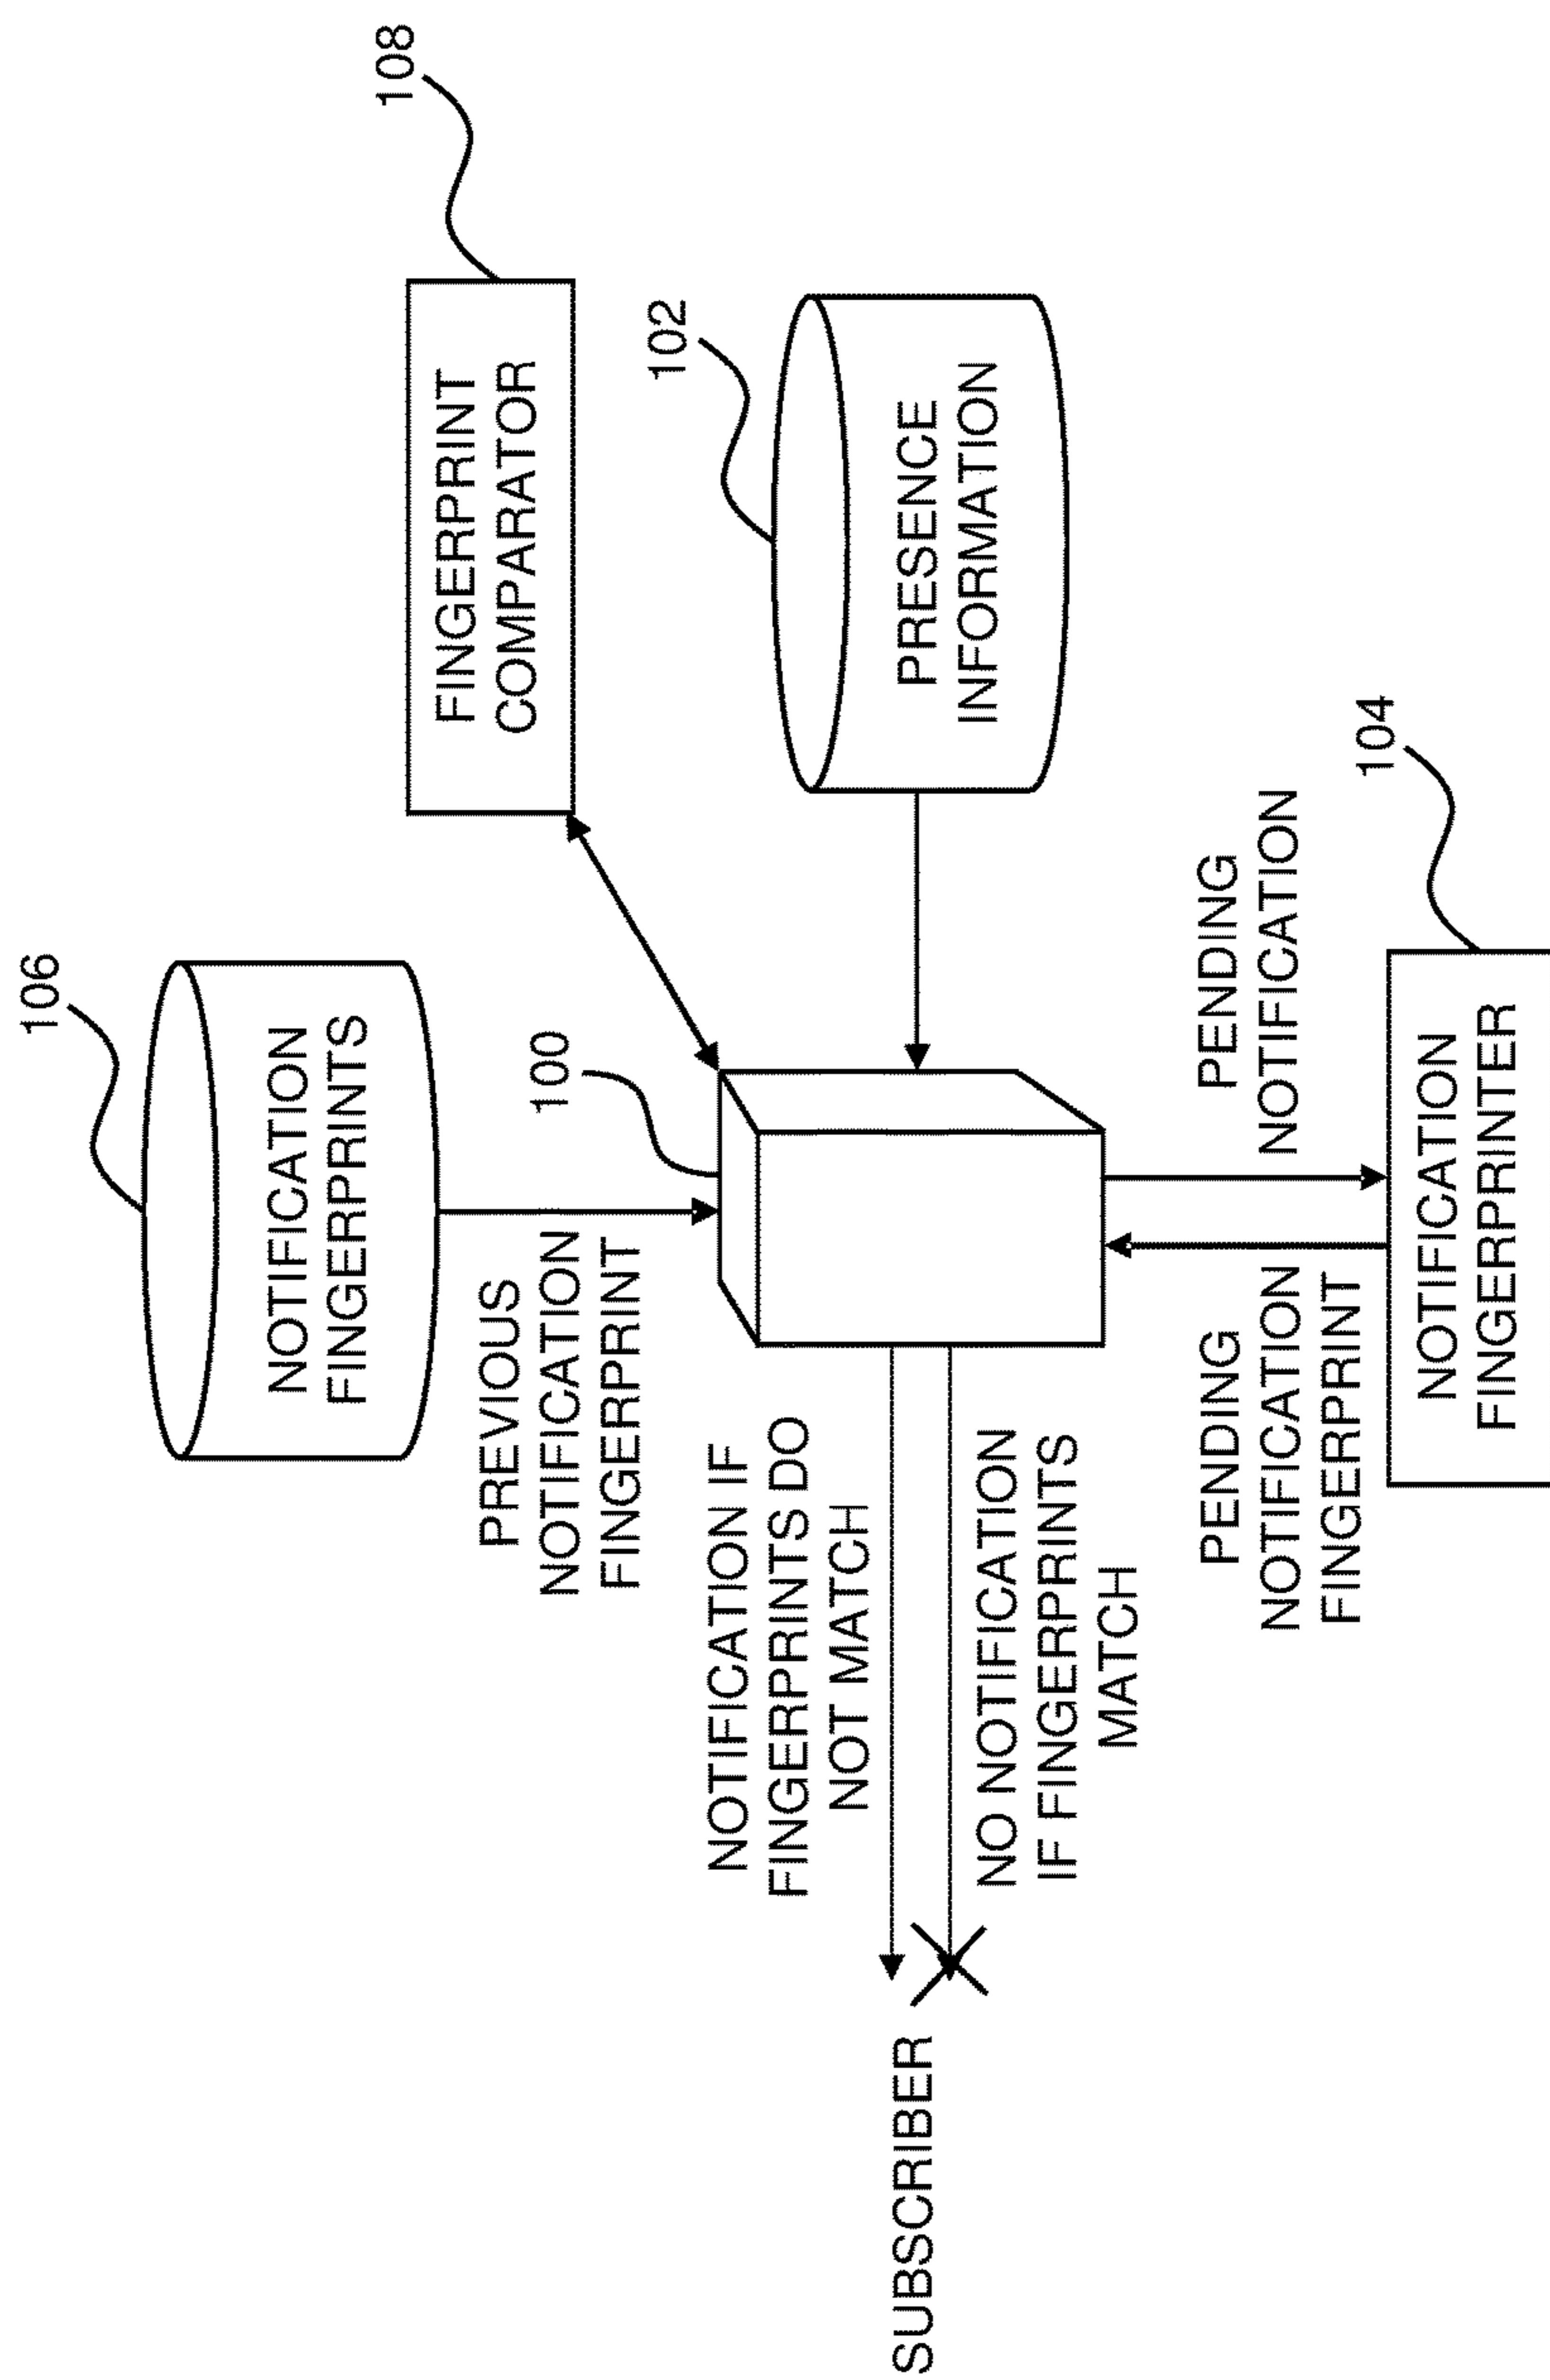 108
FINGERPRINT
COMPARATOR
102
PRESENCE
INFORMATION
106
NOTIFICATION
FINGERPRINTS
100
PREVIOUS
NOTIFICATION
FINGERPRINT
PENDING
NOTIFICATION
104
NOTIFICATION
FINGERPRINTER
PENDING
NOTIFICATION
FINGERPRINT
NOTIFICATION IF
FINGERPRINTS DO
NOT MATCH
NO NOTIFICATION
IF FINGERPRINTS
MATCH
SUBSCRIBER